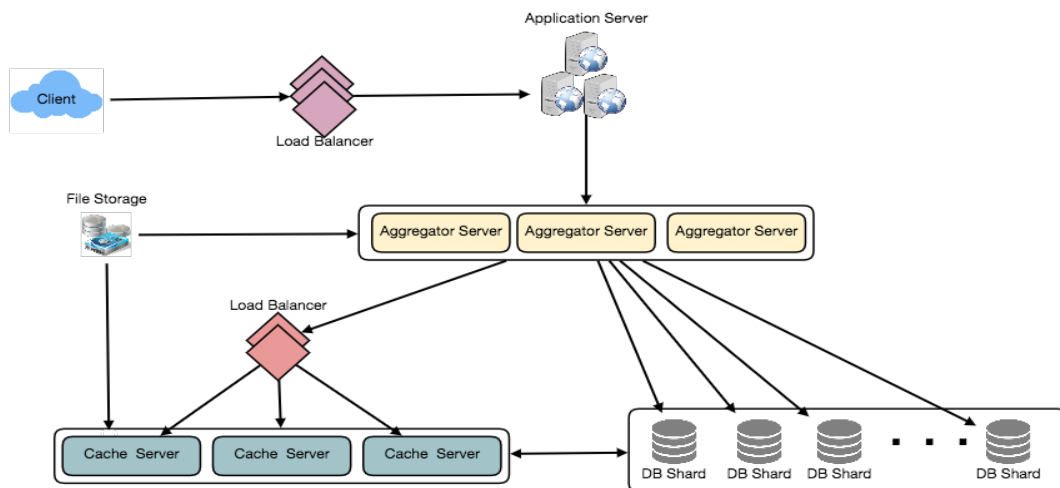 Application Server
Client
Load Balancer
File Storage
Aggregator Server
Aggregator Server
Aggregator Server
Load Balancer
Cache Server
Cache Server
Cache Server
DB Shard
DB Shard
DB Shard
DB Shard